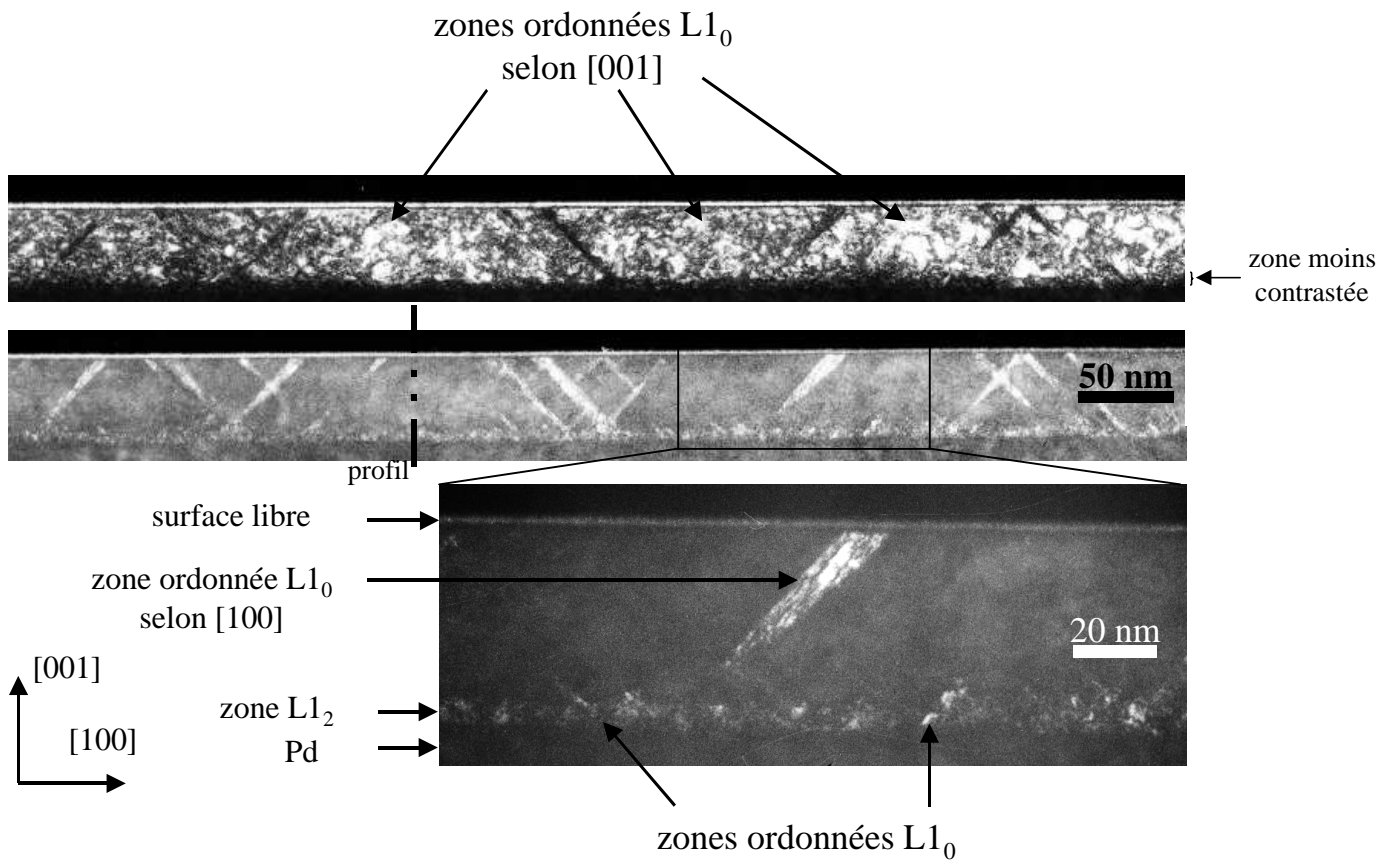 zones ordonnées L1₀
selon [001]
zone moins
contrastée
50 nm
profil
surface libre
zone ordonnée L1₀
selon [100]
20 nm
[001]
zone L1₂
[100]
Pd
zones ordonnées L1₀